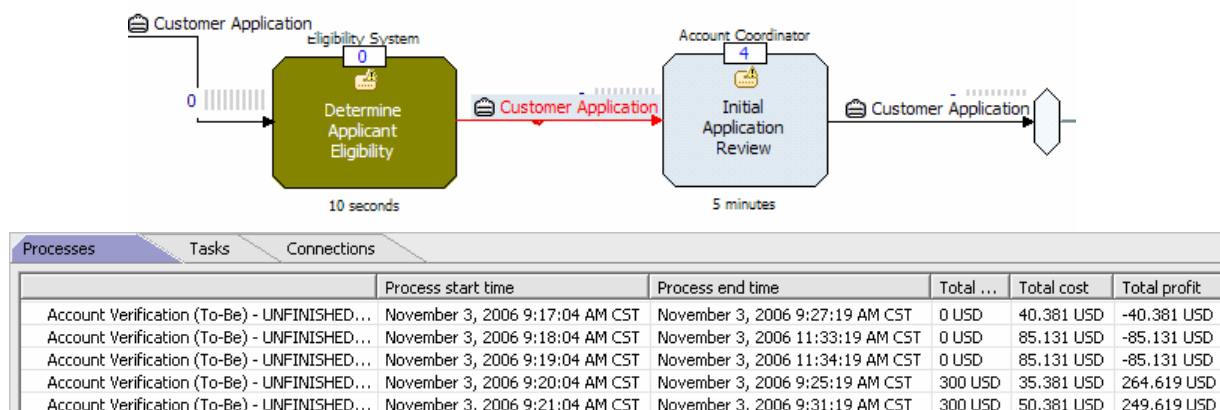 Customer Application
Eligibility System
0
0
Determine
Applicant
Eligibility
10 seconds
Customer Application
Account Coordinator
4
Initial
Application
Review
5 minutes
Customer Application
Processes Tasks Connections
Process start time Process end time Total ... Total cost Total profit
Account Verification (To-Be) - UNFINISHED... November 3, 2006 9:17:04 AM CST November 3, 2006 9:27:19 AM CST 0 USD 40.381 USD -40.381 USD
Account Verification (To-Be) - UNFINISHED... November 3, 2006 9:18:04 AM CST November 3, 2006 11:33:19 AM CST 0 USD 85.131 USD -85.131 USD
Account Verification (To-Be) - UNFINISHED... November 3, 2006 9:19:04 AM CST November 3, 2006 11:34:19 AM CST 0 USD 85.131 USD -85.131 USD
Account Verification (To-Be) - UNFINISHED... November 3, 2006 9:20:04 AM CST November 3, 2006 9:25:19 AM CST 300 USD 35.381 USD 264.619 USD
Account Verification (To-Be) - UNFINISHED... November 3, 2006 9:21:04 AM CST November 3, 2006 9:31:19 AM CST 300 USD 50.381 USD 249.619 USD